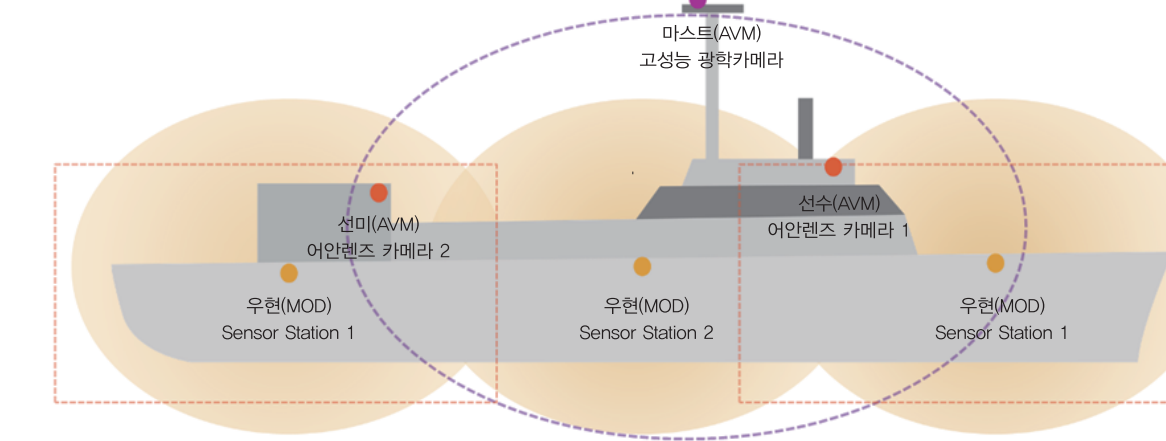 마스트(AVM)
고성능 광학카메라
선수(AVM)
어안렌즈 카메라 1
선미(AVM)
어안렌즈 카메라 2
우현(MOD)
Sensor Station 1
우현(MOD)
Sensor Station 2
우현(MOD)
Sensor Station 1